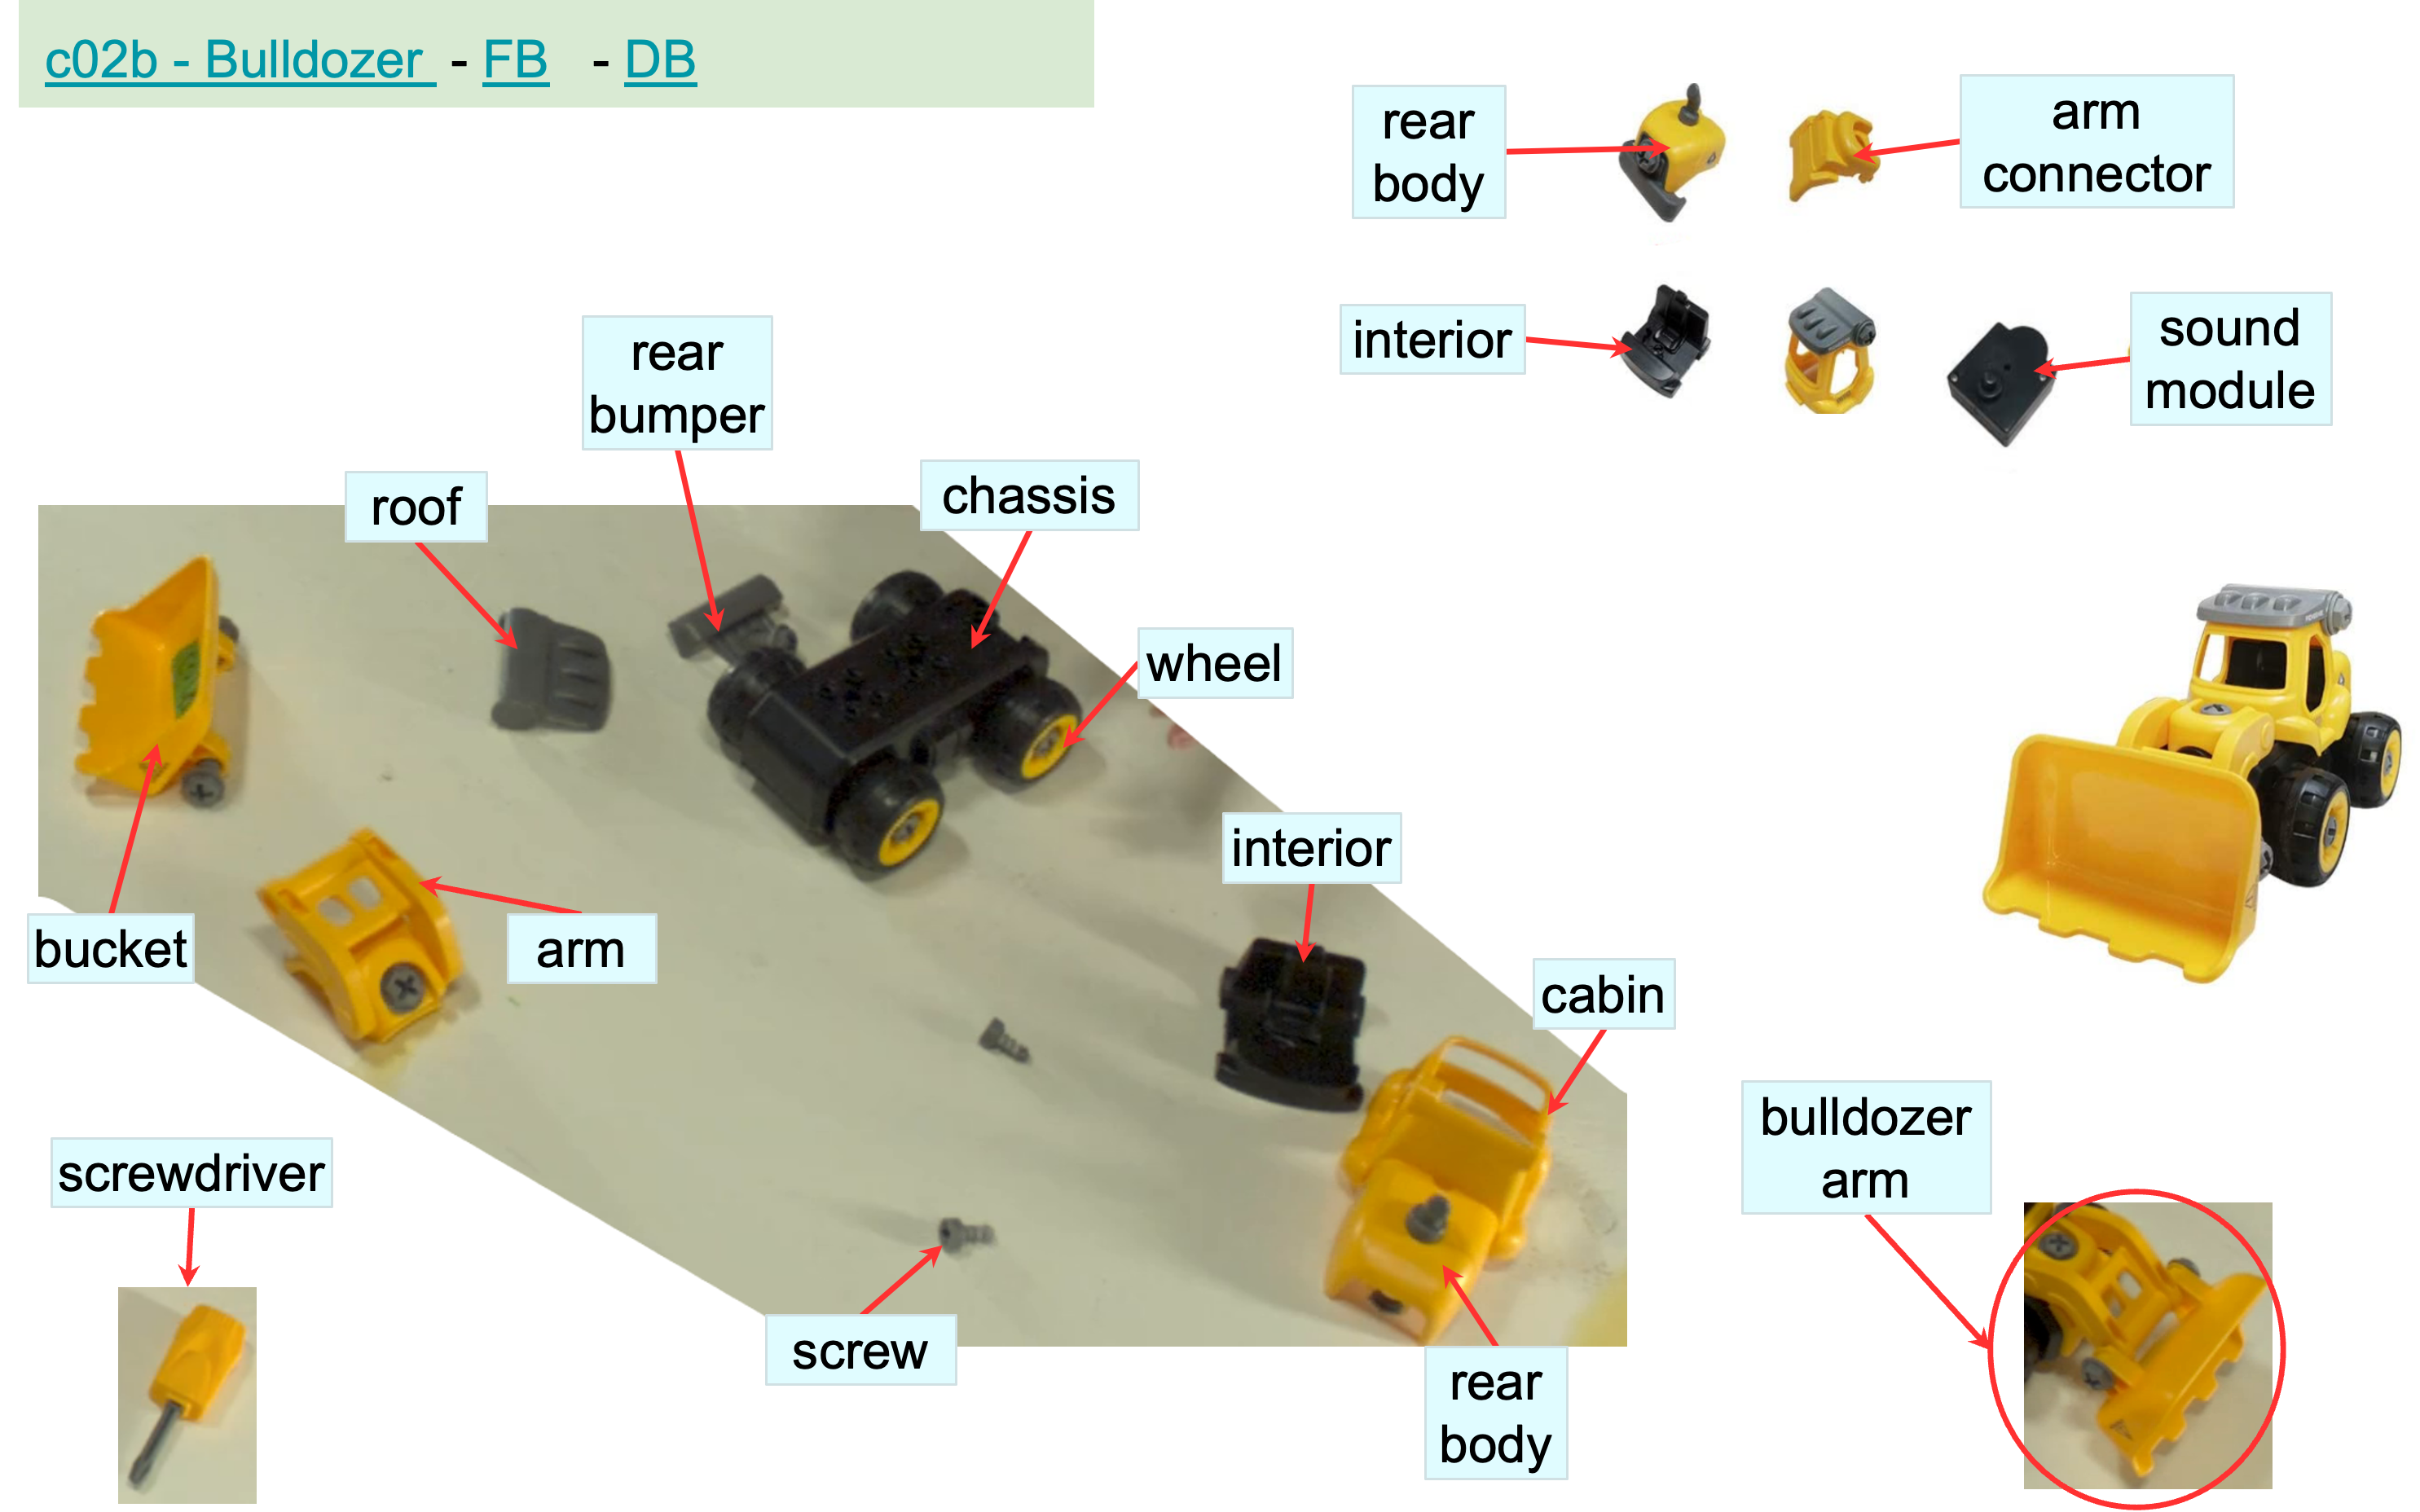 c02b - Bulldozer  - FB  - DB
rear
body
arm
connector
interior
sound
module
rear
bumper
roof
chassis
wheel
interior
bucket
arm
cabin
screwdriver
bulldozer
arm
screw
rear
body